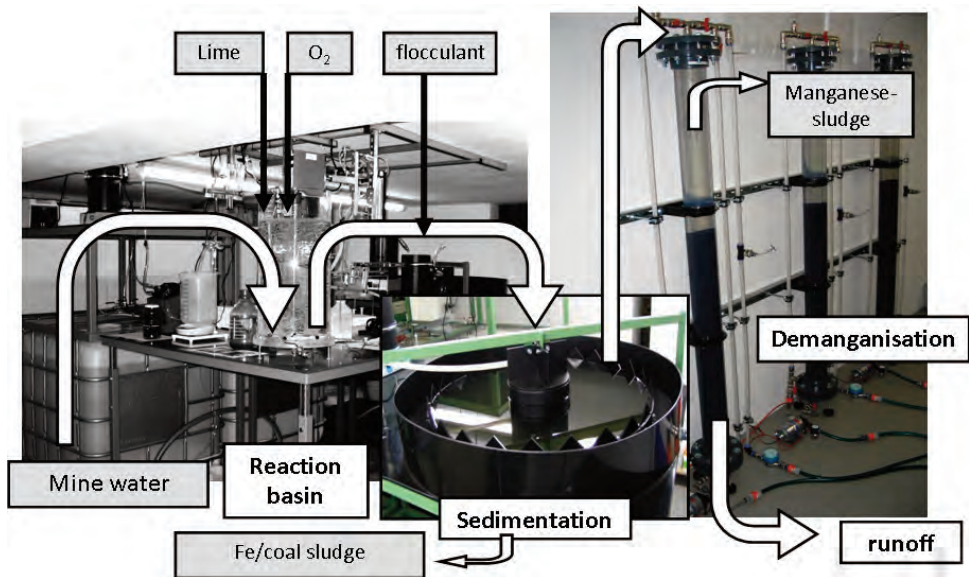 Lime
O₂
flocculant
Manganese-
sludge
Demanganisation
Mine water
Reaction
basin
Sedimentation
Fe/coal sludge
runoff